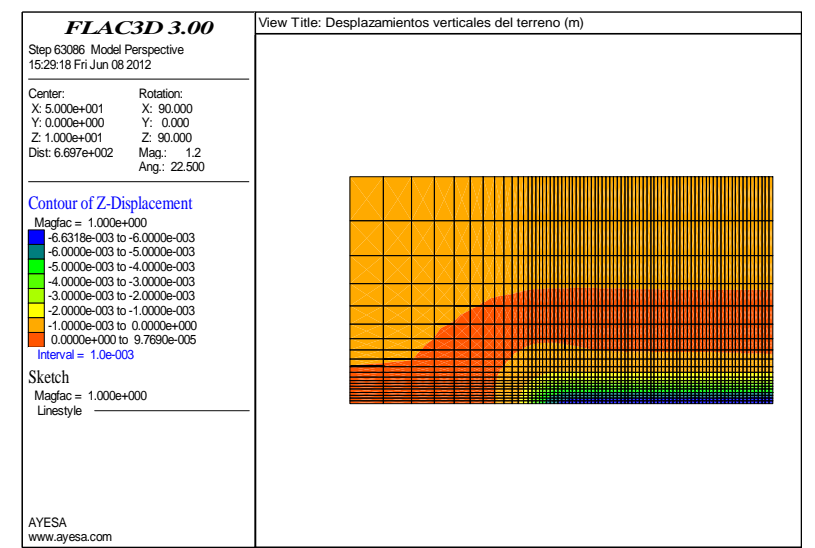 FLAC3D 3.00
View Title: Desplazamientos verticales del terreno (m)
Step 63086 Model Perspective
15:29:18 Fri Jun 08 2012
Center: Rotation:
X: 5.000e+001 X: 90.000
Y: 0.000e+000 Y: 0.000
Z: 1.000e+001 Z: 90.000
Dist: 6.697e+002 Mag.: 1.2
Ang.: 22.500
Contour of Z-Displacement
Magfac = 1.000e+000
-6.6318e-003 to -6.0000e-003
-6.0000e-003 to -5.0000e-003
-5.0000e-003 to -4.0000e-003
-4.0000e-003 to -3.0000e-003
-3.0000e-003 to -2.0000e-003
-2.0000e-003 to -1.0000e-003
-1.0000e-003 to 0.0000e+000
0.0000e+000 to 9.7690e-005
Interval = 1.0e-003
Sketch
Magfac = 1.000e+000
Linestyle
AYESA
www.ayesa.com